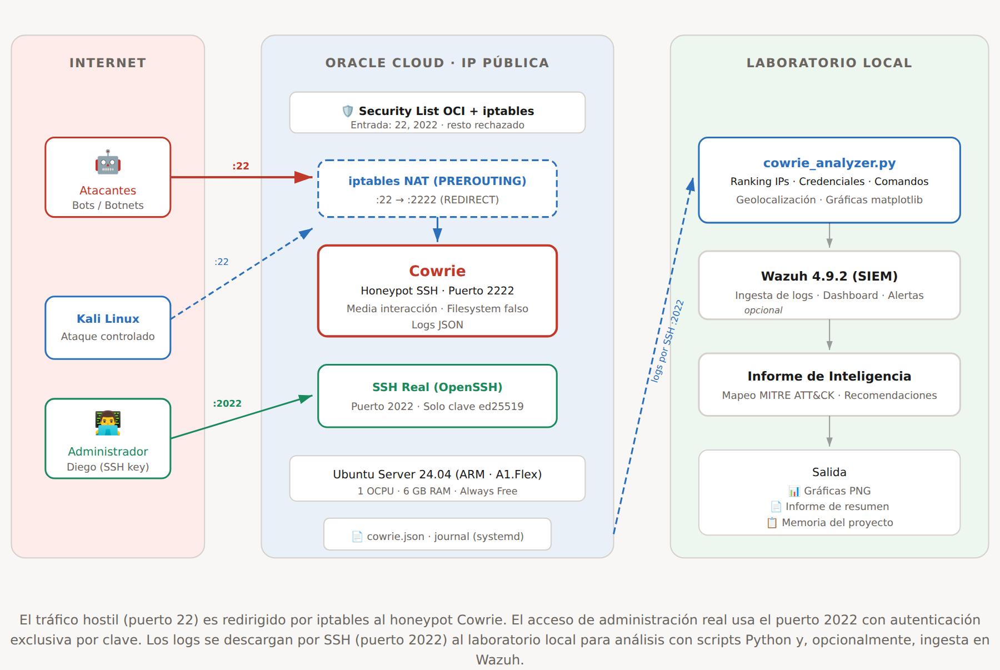 INTERNET
🤖
Atacantes
Bots / Botnets
Kali Linux
Ataque controlado
👨‍💻
Administrador
Diego (SSH key)
:22
:22
:2022
ORACLE CLOUD · IP PÚBLICA
🛡️ Security List OCI + iptables
Entrada: 22, 2022 · resto rechazado
iptables NAT (PREROUTING)
:22 → :2222 (REDIRECT)
Cowrie
Honeypot SSH · Puerto 2222
Media interacción · Filesystem falso
Logs JSON
SSH Real (OpenSSH)
Puerto 2022 · Solo clave ed25519
Ubuntu Server 24.04 (ARM · A1.Flex)
1 OCPU · 6 GB RAM · Always Free
📄 cowrie.json · journal (systemd)
logs por SSH :2022
LABORATORIO LOCAL
cowrie_analyzer.py
Ranking IPs · Credenciales · Comandos
Geolocalización · Gráficas matplotlib
Wazuh 4.9.2 (SIEM)
Ingesta de logs · Dashboard · Alertas
opcional
Informe de Inteligencia
Mapeo MITRE ATT&CK · Recomendaciones
Salida
📊 Gráficas PNG
📄 Informe de resumen
📋 Memoria del proyecto
El tráfico hostil (puerto 22) es redirigido por iptables al honeypot Cowrie. El acceso de administración real usa el puerto 2022 con autenticación
exclusiva por clave. Los logs se descargan por SSH (puerto 2022) al laboratorio local para análisis con scripts Python y, opcionalmente, ingesta en
Wazuh.